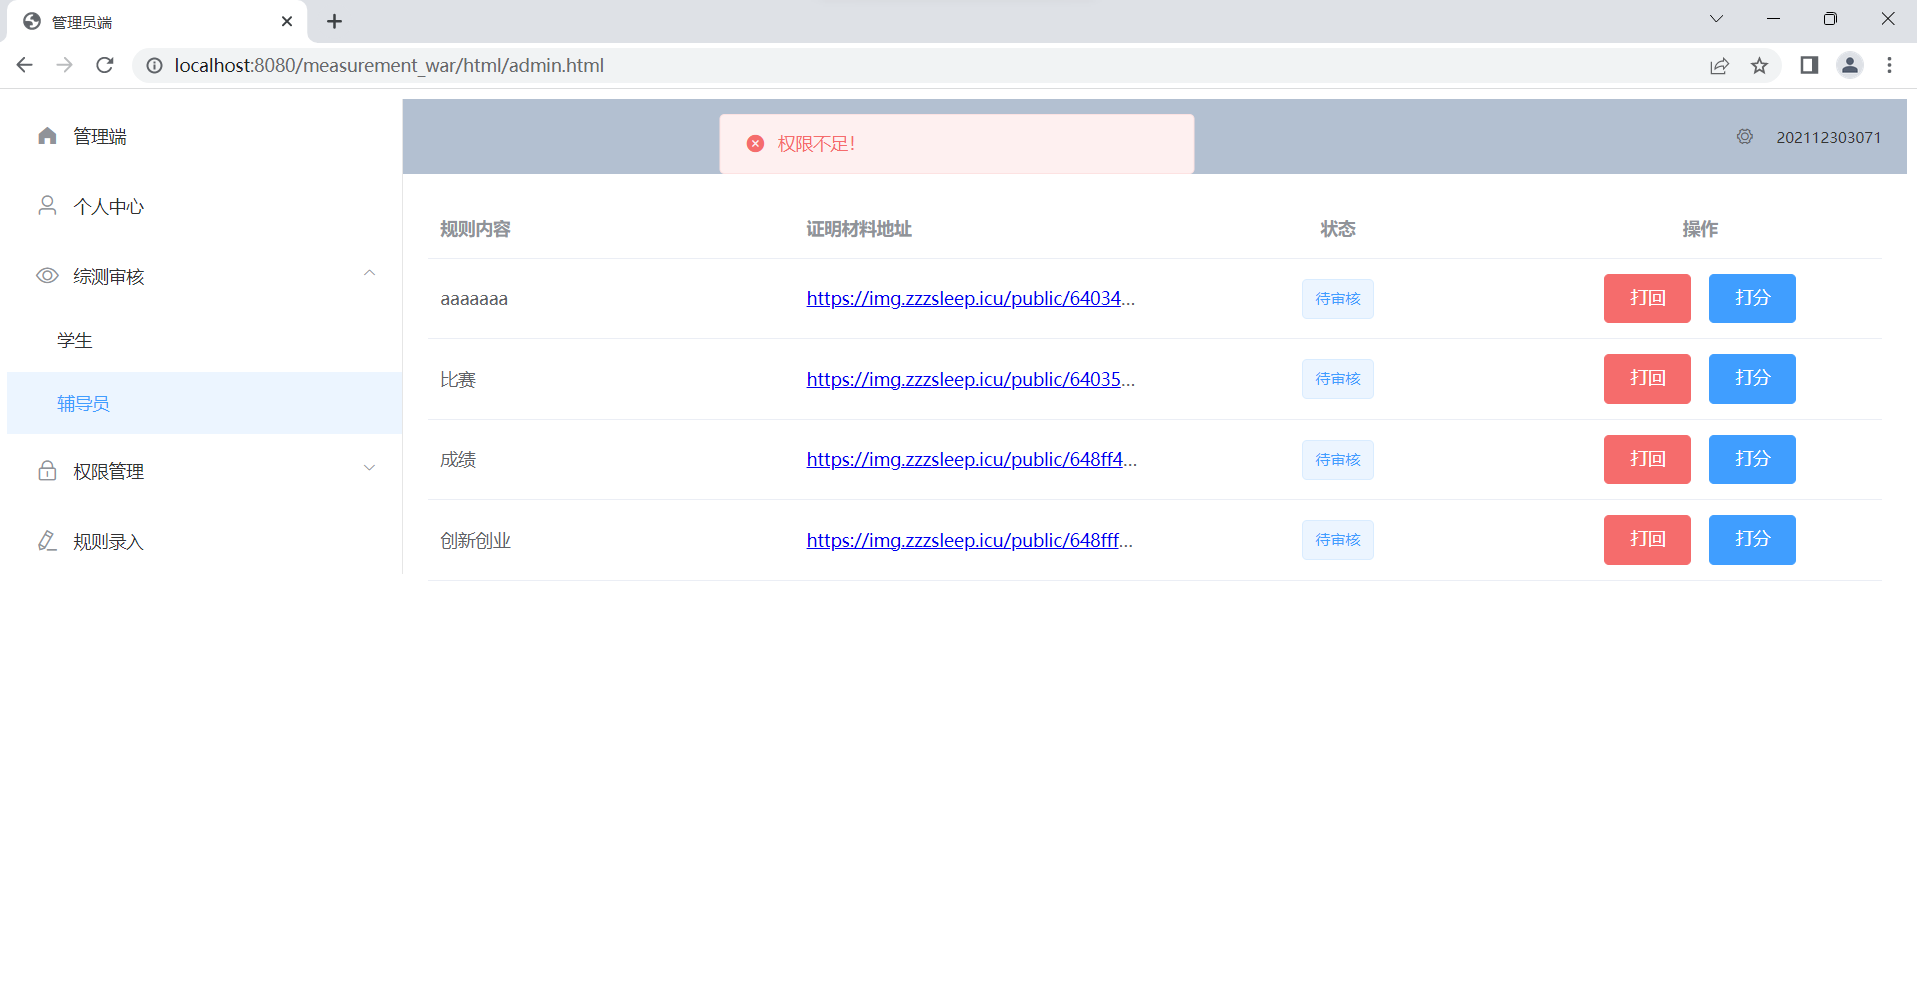 管理员端
localhost:8080/measurement_war/html/admin.html
管理端
权限不足!
202112303071
个人中心
规则内容 证明材料地址 状态 操作
综测审核
aaaaaaa https://img.zzzsleep.icu/public/64034... 待审核 打回 打分
学生
比赛 https://img.zzzsleep.icu/public/64035... 待审核 打回 打分
辅导员
成绩 https://img.zzzsleep.icu/public/648ff4... 待审核 打回 打分
权限管理
创新创业 https://img.zzzsleep.icu/public/648fff... 待审核 打回 打分
规则录入